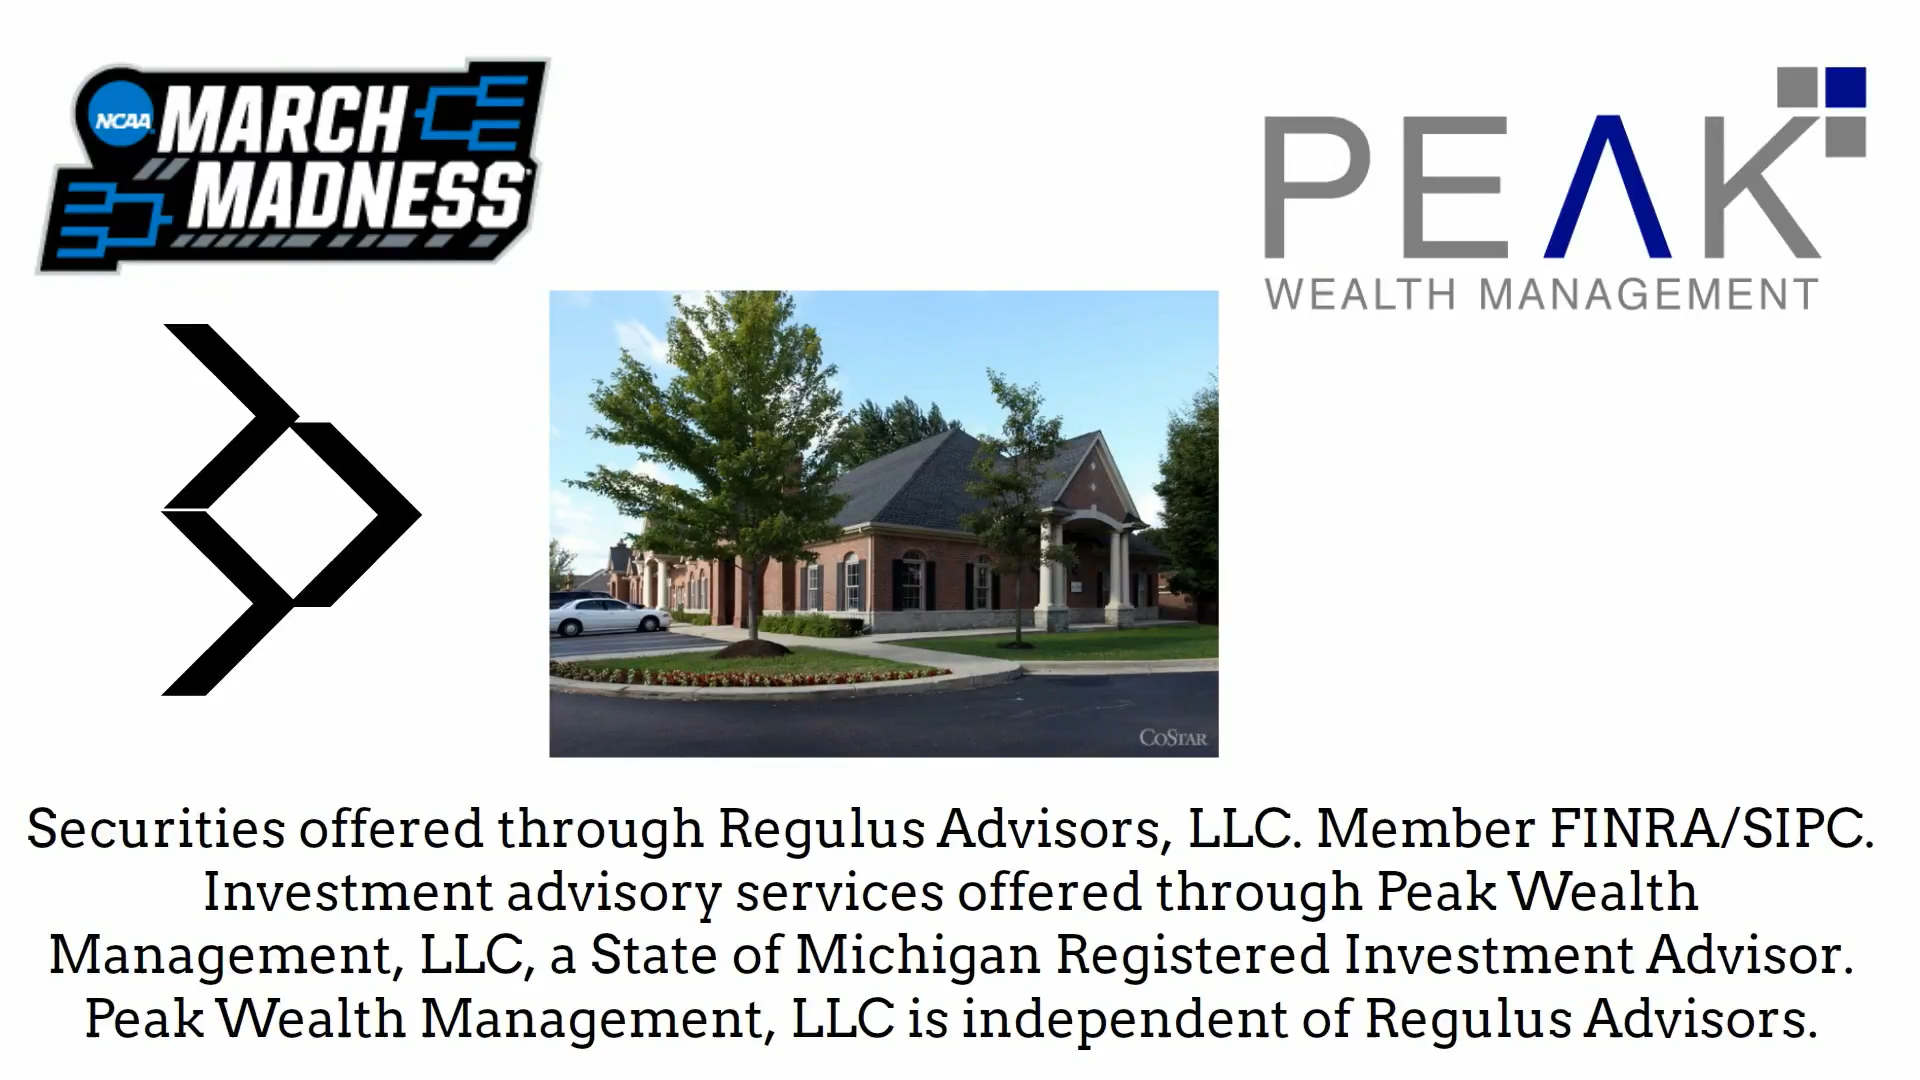 NCAA
MARCH
MADNESS
PEAK
WEALTH MANAGEMENT
CoStar
Securities offered through Regulus Advisors, LLC. Member FINRA/SIPC.
Investment advisory services offered through Peak Wealth
Management, LLC, a State of Michigan Registered Investment Advisor.
Peak Wealth Management, LLC is independent of Regulus Advisors.